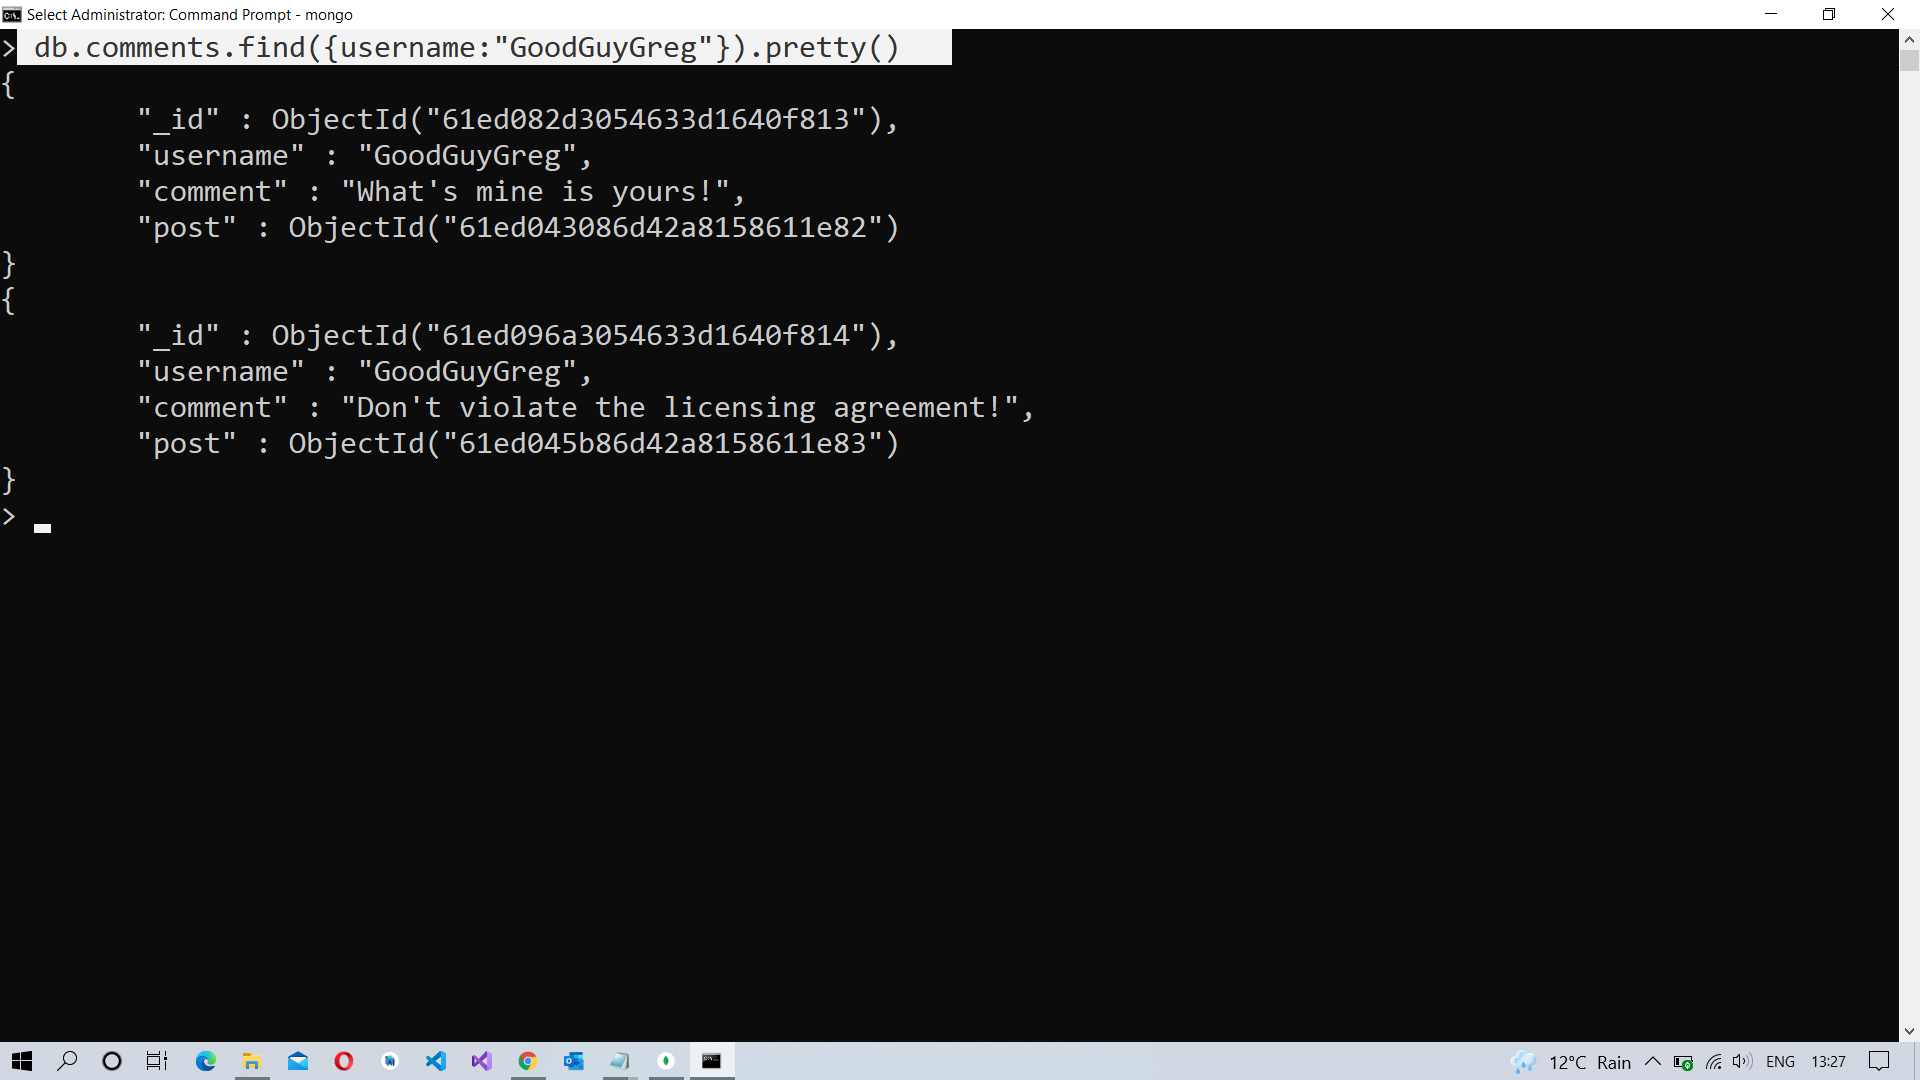 Select Administrator: Command Prompt - mongo
> db.comments.find({username:"GoodGuyGreg"}).pretty()
{
"_id" : ObjectId("61ed082d3054633d1640f813"),
"username" : "GoodGuyGreg",
"comment" : "What's mine is yours!",
"post" : ObjectId("61ed043086d42a8158611e82")
}
{
"_id" : ObjectId("61ed096a3054633d1640f814"),
"username" : "GoodGuyGreg",
"comment" : "Don't violate the licensing agreement!",
"post" : ObjectId("61ed045b86d42a8158611e83")
}
>
12°C Rain ENG 13:27